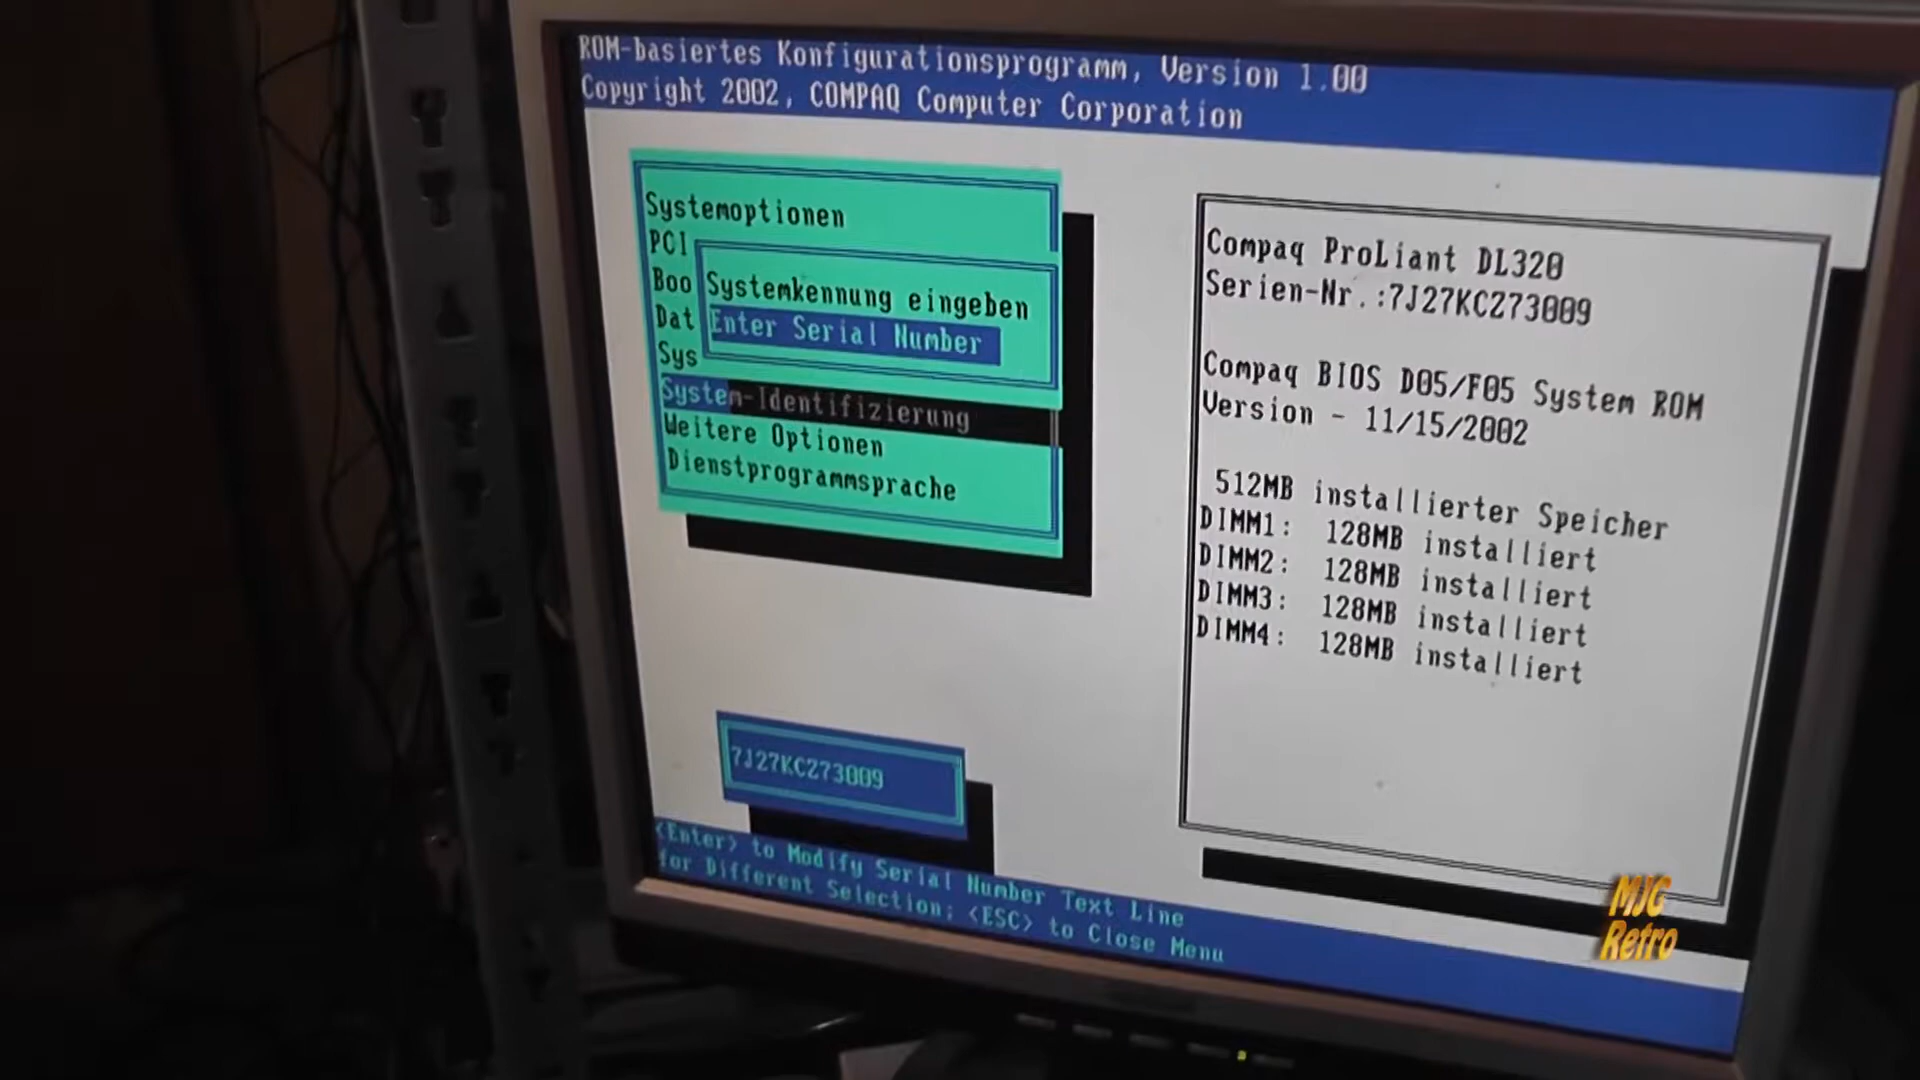 ROM-basiertes Konfigurationsprogramm, Version 1.00
Copyright 2002, COMPAQ Computer Corporation
Systemoptionen
PCI
Boo
Dat
Sys
Systemkennung eingeben
Enter Serial Number
System-Identifizierung
Weitere Optionen
Dienstprogrammsprache
Compaq ProLiant DL320
Serien-Nr.:7J27KCZ73009
Compaq BIOS D05/F05 System ROM
Version - 11/15/2002
512MB installierter Speicher
DIMM1: 128MB installiert
DIMM2: 128MB installiert
DIMM3: 128MB installiert
DIMM4: 128MB installiert
7J27KCZ73009
<Enter> to Modify Serial Number Text Line
for Different Selection; <ESC> to Close Menu
MJG
Retro